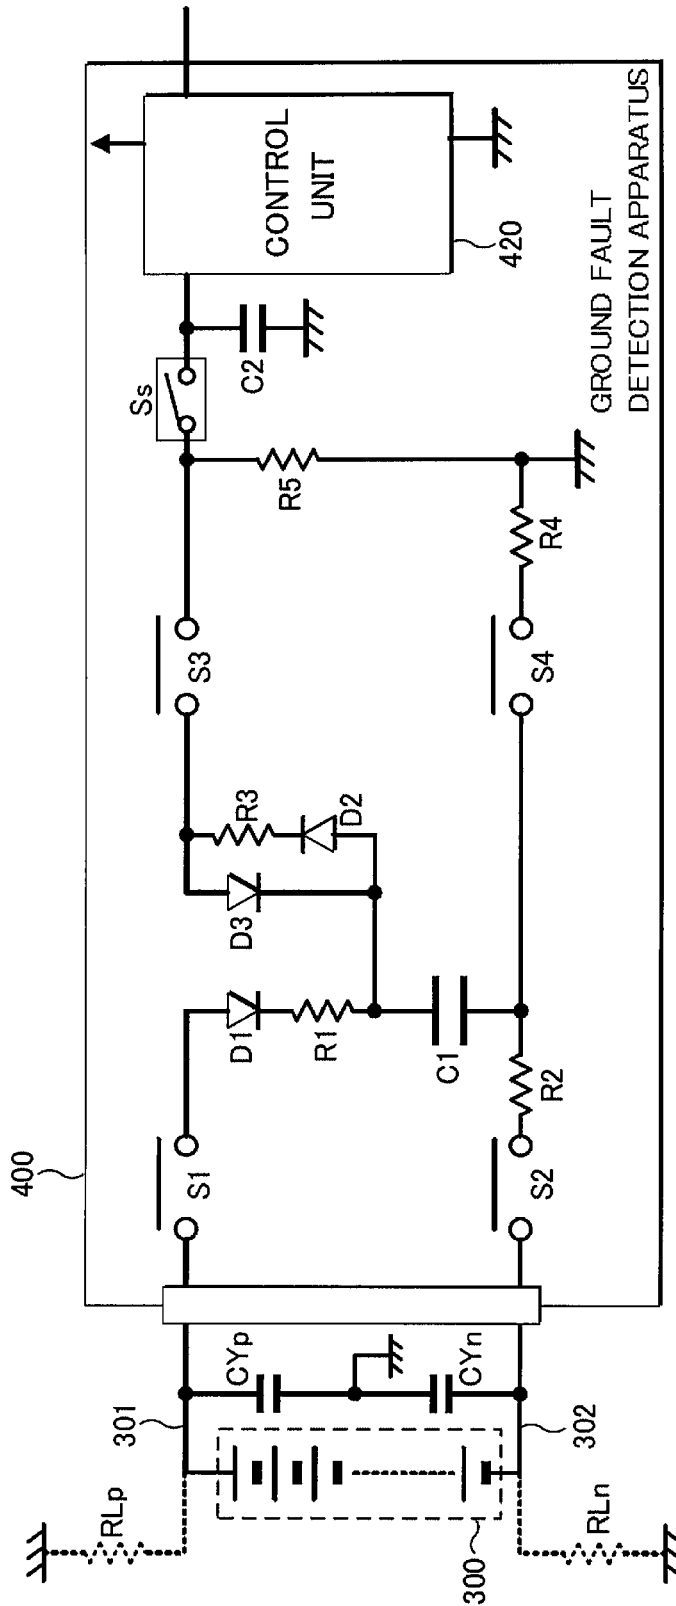 400
RLp
301
CYp
S1
D1
R1
D3
R3
D2
S3
Ss
C2
CONTROL
UNIT
420
R5
C1
300
RLn
302
CYn
S2
R2
S4
R4
GROUND FAULT
DETECTION APPARATUS